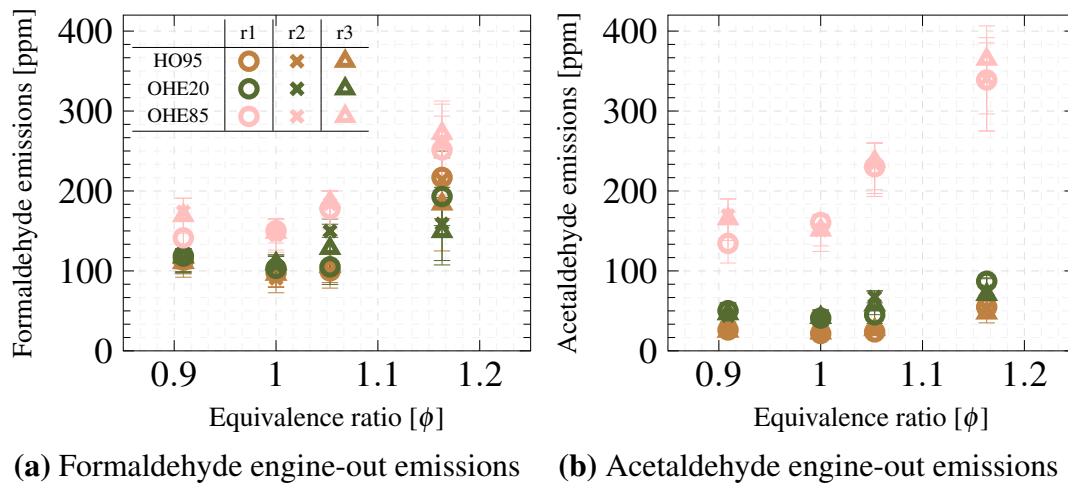 Formaldehyde emissions [ppm]
400
300
200
100
0
r1 r2 r3
HO95
OHE20
OHE85
0.9 1 1.1 1.2
Equivalence ratio [ϕ]
(a) Formaldehyde engine-out emissions
Acetaldehyde emissions [ppm]
400
300
200
100
0
0.9 1 1.1 1.2
Equivalence ratio [ϕ]
(b) Acetaldehyde engine-out emissions